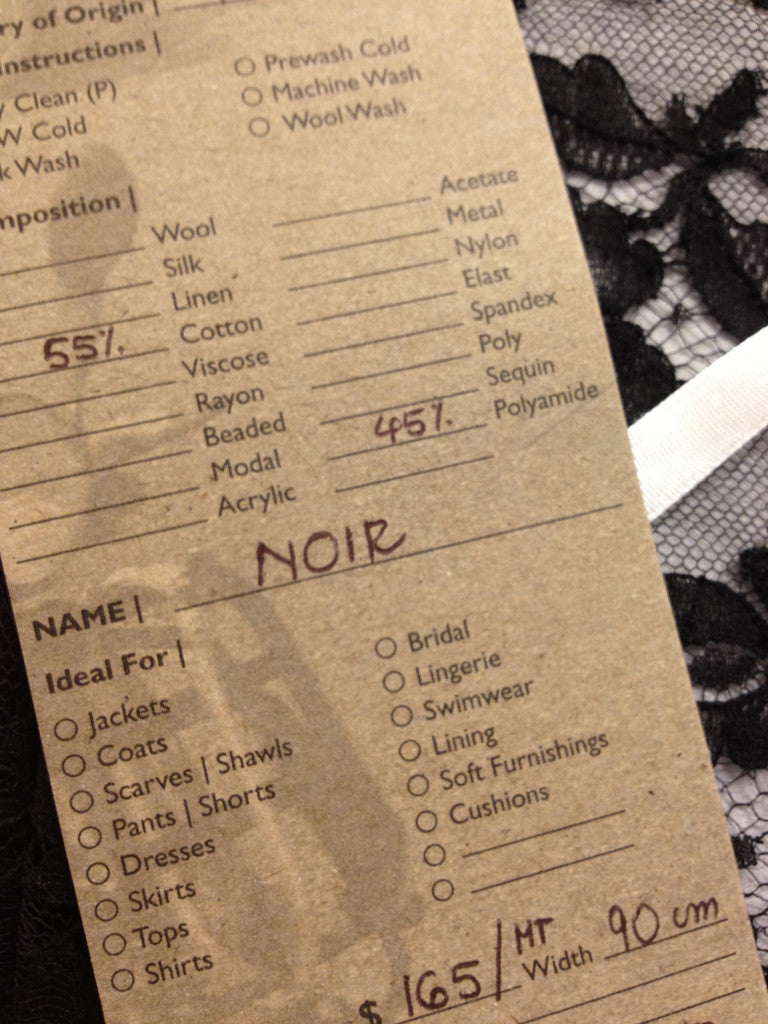 ry of Origin |
nstructions |
Clean (P)
W Cold
k Wash
Prewash Cold
Machine Wash
Wool Wash
mposition |
Wool
Silk
Linen
55% Cotton
Viscose
Rayon
Beaded
Modal
Acrylic
Acetate
Metal
Nylon
Elast
Spandex
Poly
Sequin
45% Polyamide
NAME | NOIR
Ideal For |
Jackets
Coats
Scarves | Shawls
Pants | Shorts
Dresses
Skirts
Tops
Shirts
Bridal
Lingerie
Swimwear
Lining
Soft Furnishings
Cushions
$ 165/MT Width 90 cm